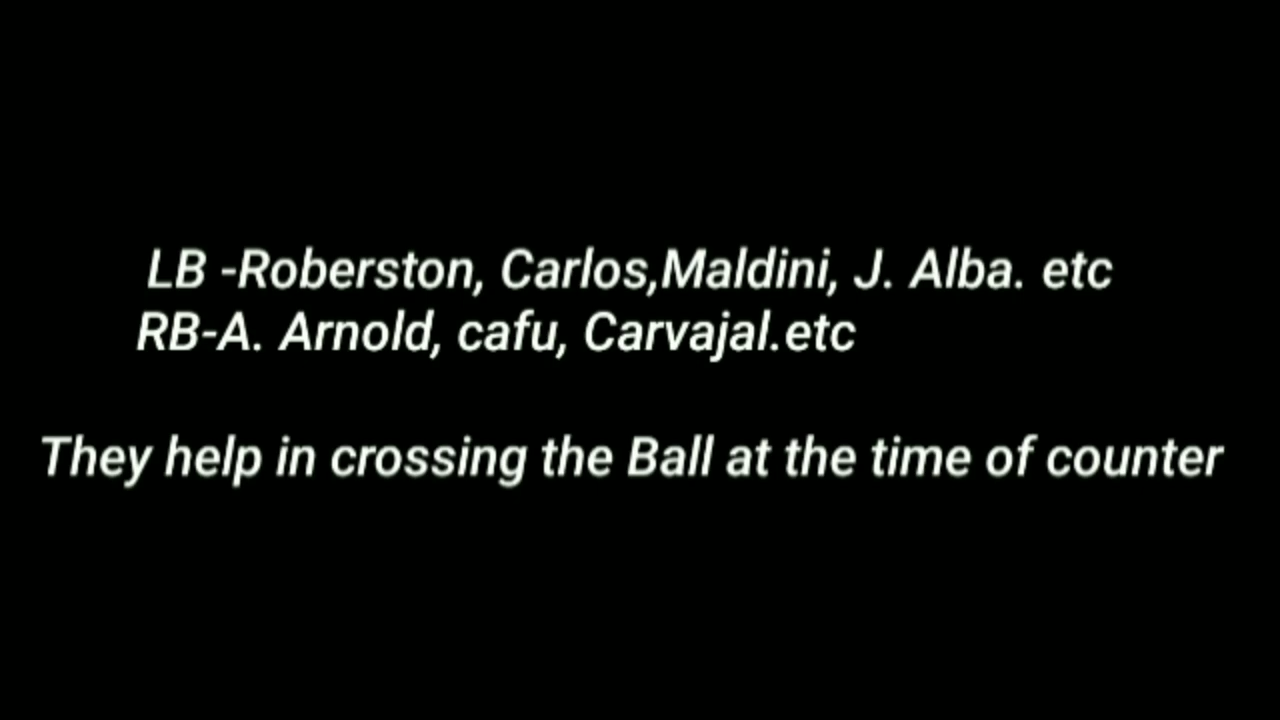 LB -Roberston, Carlos,Maldini, J. Alba. etc
RB-A. Arnold, cafu, Carvajal.etc
They help in crossing the Ball at the time of counter